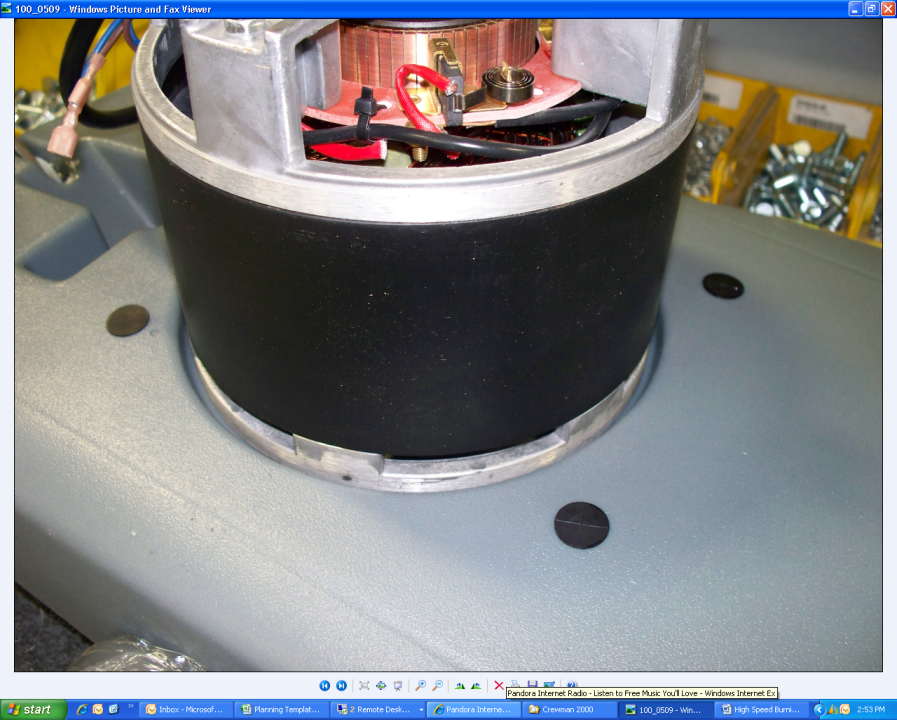 100_0509 - Windows Picture and Fax Viewer
Pandora Internet Radio - Listen to Free Music You'll Love - Windows Internet Ex
start
Inbox - Microsof...
Planning Templat...
2 Remote Desk...
Pandora Interne...
Crewman 2000
100_0509 - Win...
High Speed Burni...
2:53 PM